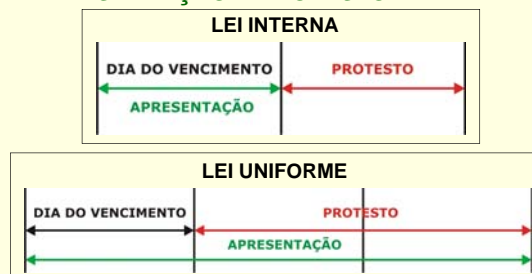 LEI INTERNA
DIA DO VENCIMENTO PROTESTO
APRESENTAÇÃO
LEI UNIFORME
DIA DO VENCIMENTO PROTESTO
APRESENTAÇÃO